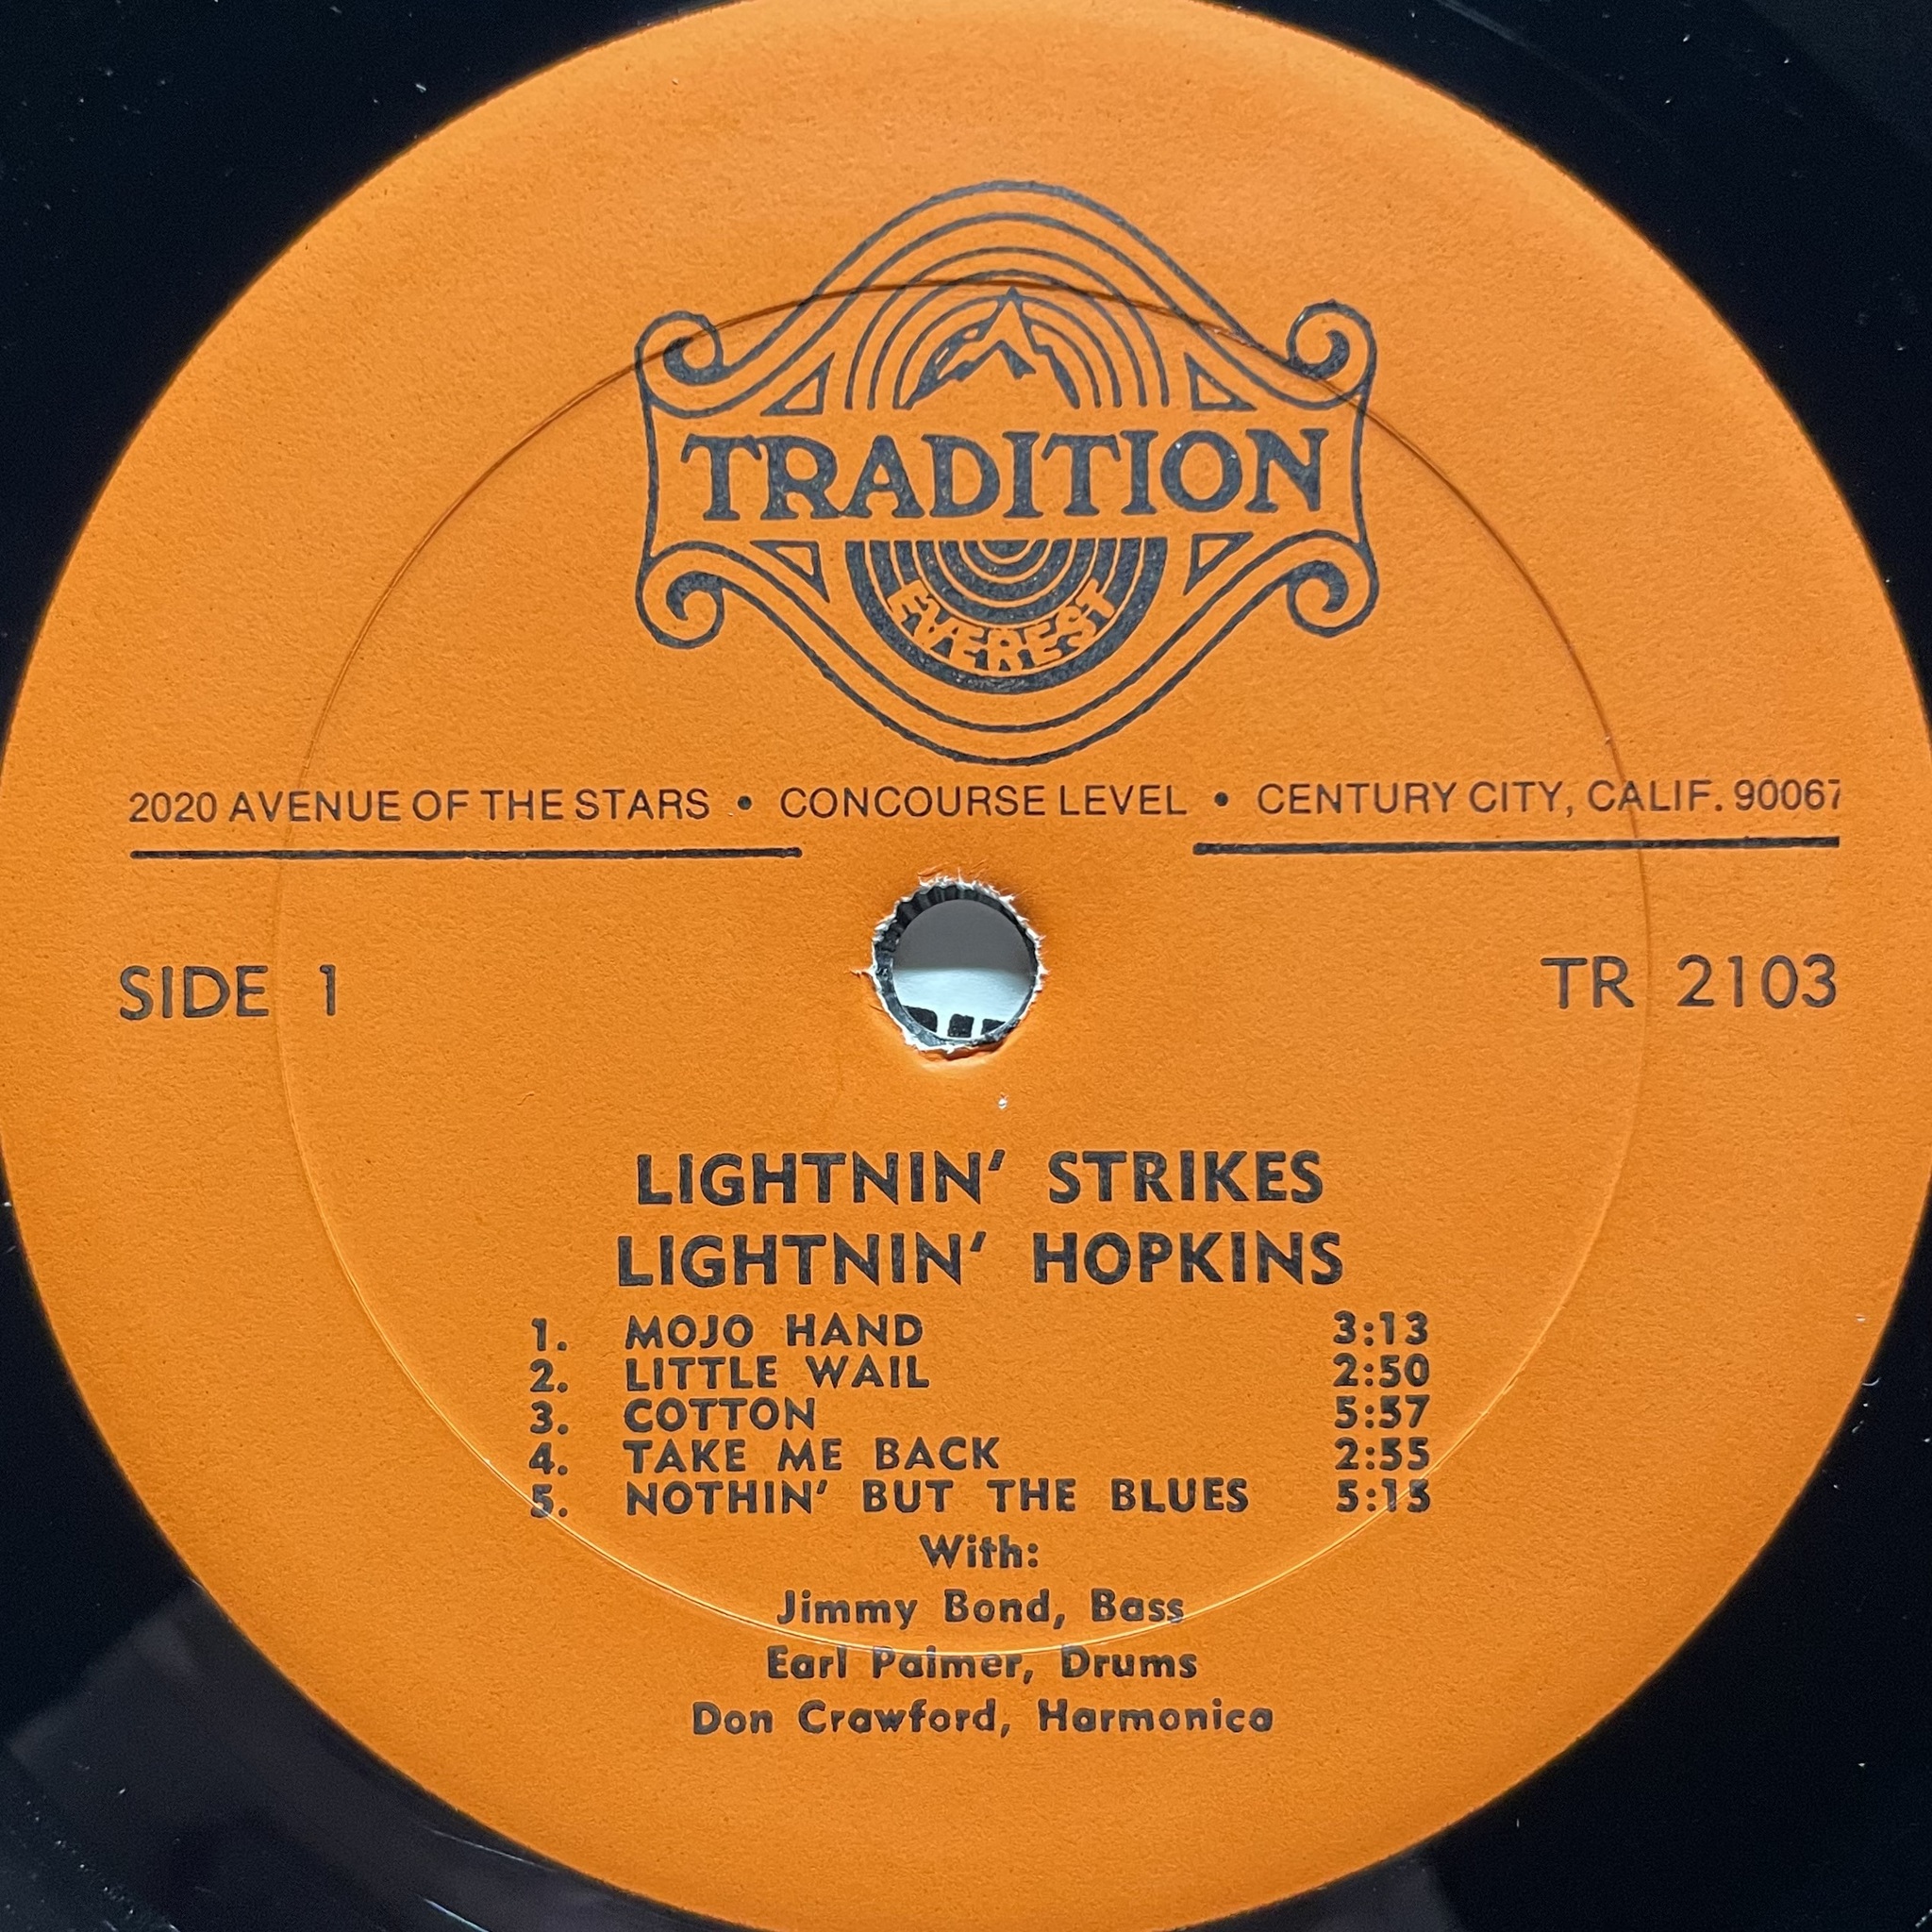 TRADITION
EVEREST
2020 AVENUE OF THE STARS • CONCOURSE LEVEL • CENTURY CITY, CALIF. 90067
SIDE 1 TR 2103
LIGHTNIN' STRIKES
LIGHTNIN' HOPKINS
1. MOJO HAND 3:13
2. LITTLE WAIL 2:50
3. COTTON 5:57
4. TAKE ME BACK 2:55
5. NOTHIN' BUT THE BLUES 5:15
With:
Jimmy Bond, Bass
Earl Palmer, Drums
Don Crawford, Harmonica